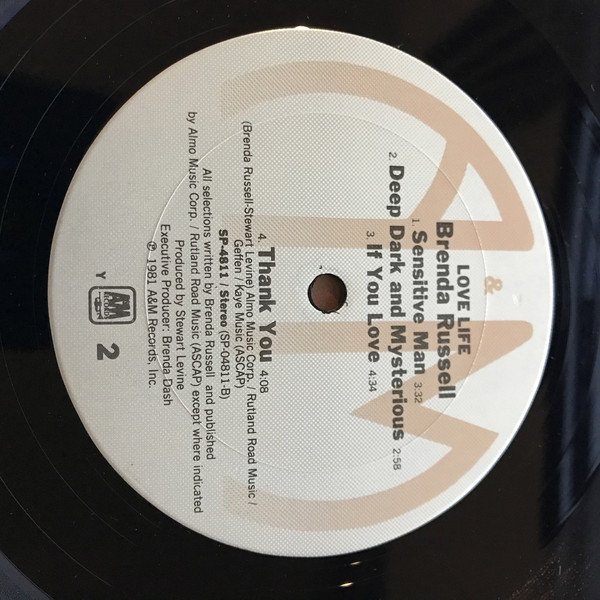 A&M
LOVE LIFE
Brenda Russell
1. Sensitive Man 3:32
2. Deep Dark and Mysterious 2:58
3. If You Love 4:34
4. Thank You 4:08
(Brenda Russell-Stewart Levine) Almo Music Corp. / Rutland Road Music /
Geffen / Kaye Music (ASCAP)
SP-4811 / Stereo (SP-04811-B)
All selections written by Brenda Russell and published
by Almo Music Corp. / Rutland Road Music (ASCAP) except where indicated
Produced by Stewart Levine
Executive Producer: Brenda Dash
℗ 1981 A&M Records, Inc.
Y
A&M
RECORDS
2